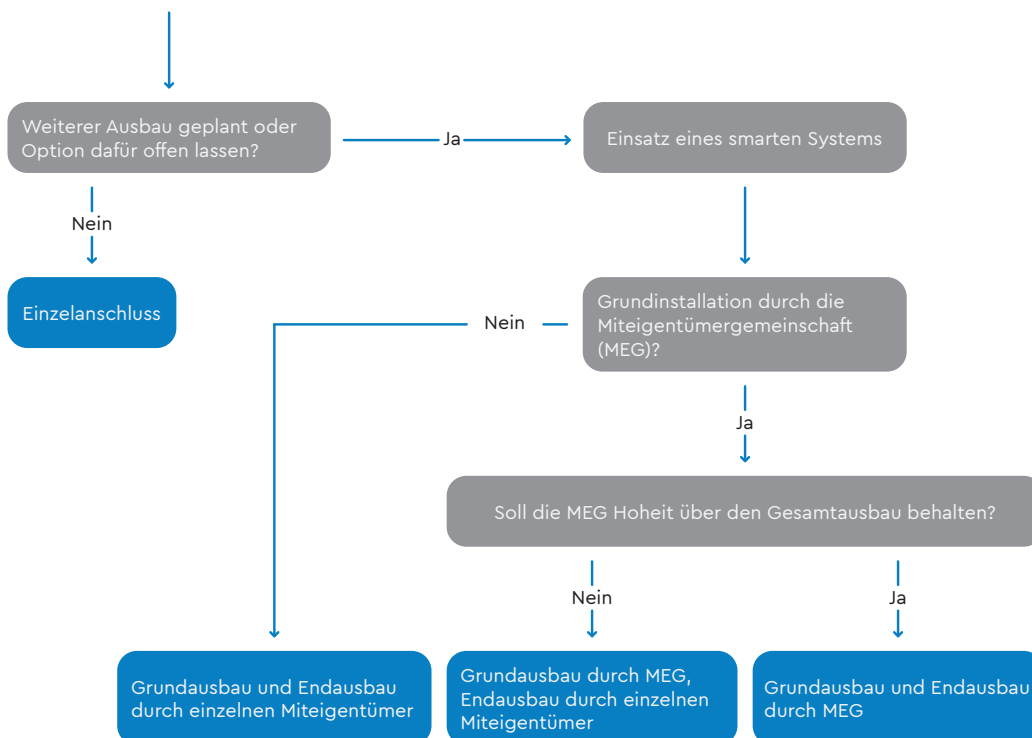 Weiterer Ausbau geplant oder
Option dafür offen lassen?
Ja
Einsatz eines smarten Systems
Nein
Einzelanschluss
Grundinstallation durch die
Miteigentümergemeinschaft
(MEG)?
Nein
Ja
Soll die MEG Hoheit über den Gesamtausbau behalten?
Nein
Ja
Grundausbau und Endausbau
durch einzelnen Miteigentümer
Grundausbau durch MEG,
Endausbau durch einzelnen
Miteigentümer
Grundausbau und Endausbau
durch MEG